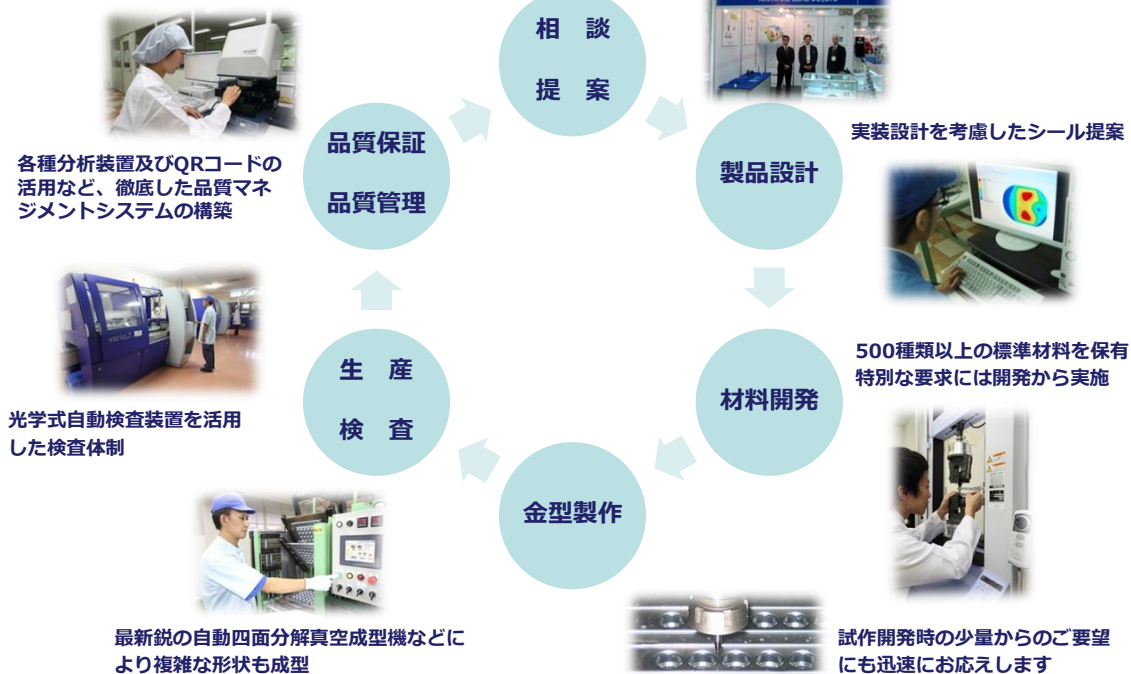 相　談
提　案
実装設計を考慮したシール提案
製品設計
500種類以上の標準材料を保有
特別な要求には開発から実施
材料開発
試作開発時の少量からのご要望
にも迅速にお応えします
金型製作
最新鋭の自動四面分解真空成型機などに
より複雑な形状も成型
生　産
検　査
光学式自動検査装置を活用
した検査体制
品質保証
品質管理
各種分析装置及びQRコードの
活用など、徹底した品質マネ
ジメントシステムの構築